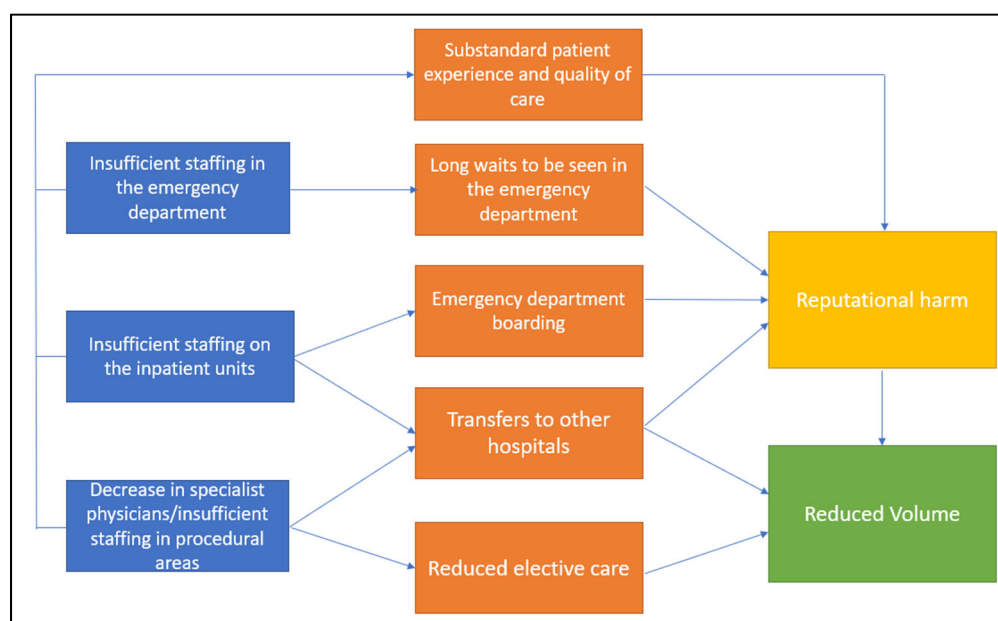 Substandard patient
experience and quality of
care
Insufficient staffing in
the emergency
department
Long waits to be seen in
the emergency
department
Reputational harm
Emergency department
boarding
Insufficient staffing on
the inpatient units
Transfers to other
hospitals
Decrease in specialist
physicians/insufficient
staffing in procedural
areas
Reduced Volume
Reduced elective care